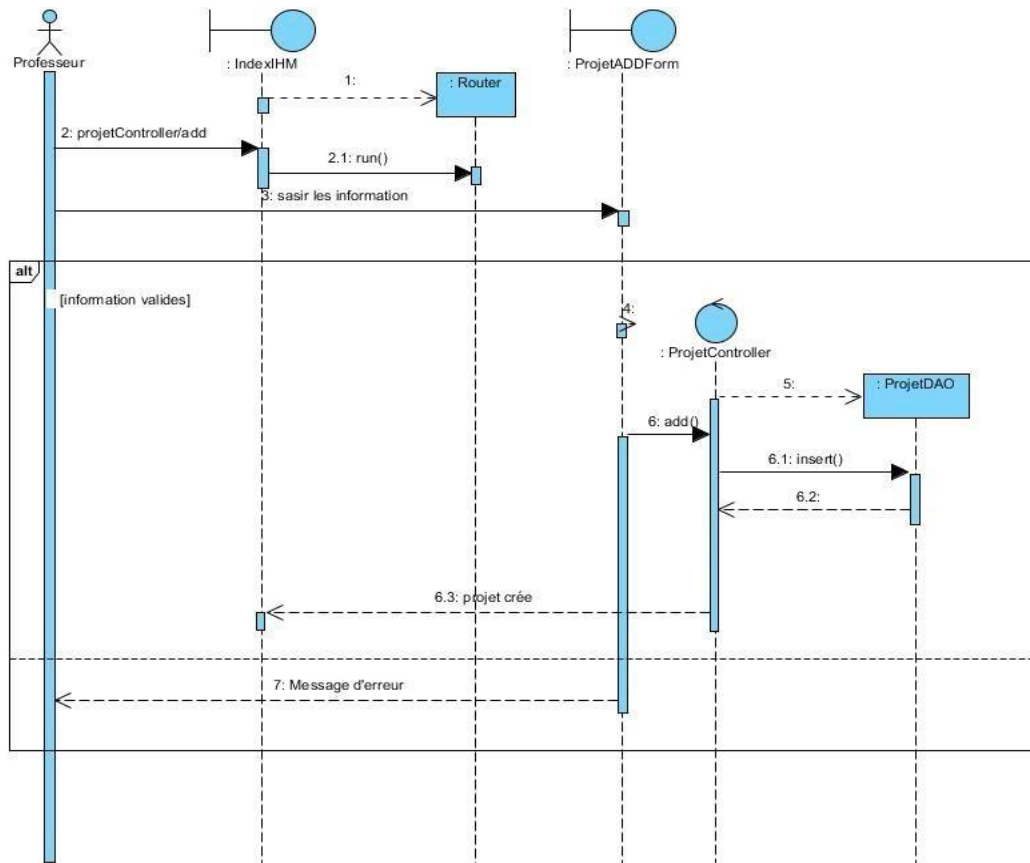 Professeur
: IndexIHM
: ProjetADDForm
1:
: Router
2: projetController/add
2.1: run()
3: sasir les information
alt
[information valides]
4:
: ProjetController
5:
: ProjetDAO
6: add()
6.1: insert()
6.2:
6.3: projet crée
7: Message d'erreur